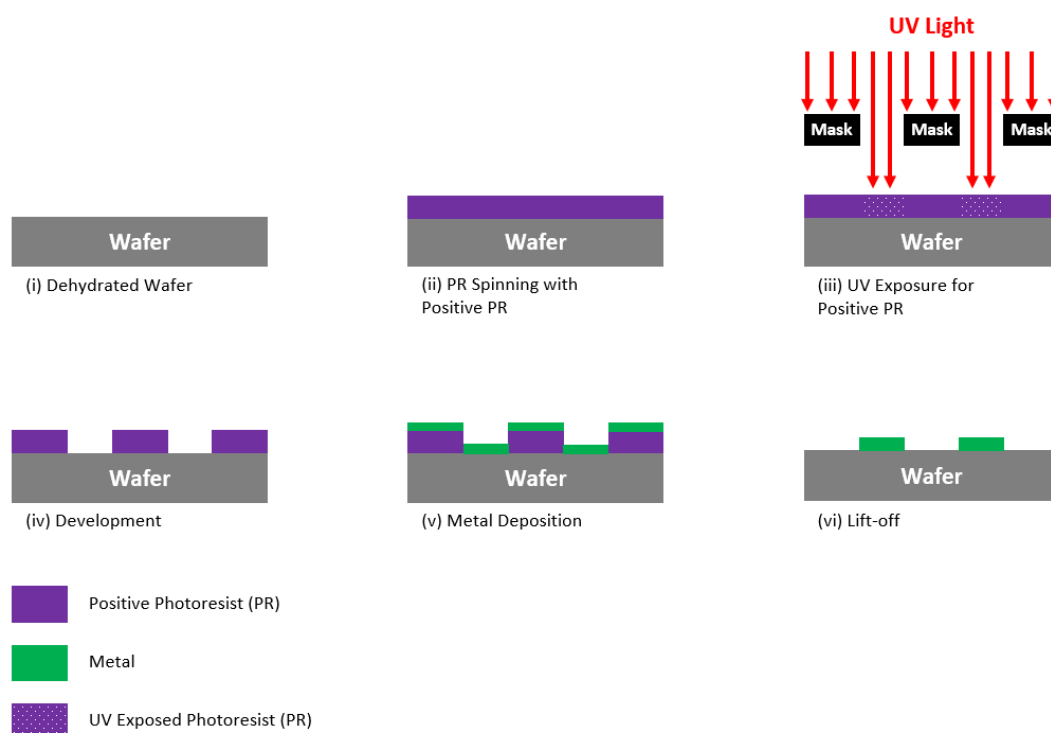 UV Light
Mask Mask Mask
Wafer
(i) Dehydrated Wafer
Wafer
(ii) PR Spinning with
Positive PR
Wafer
(iii) UV Exposure for
Positive PR
Wafer
(iv) Development
Wafer
(v) Metal Deposition
Wafer
(vi) Lift-off
Positive Photoresist (PR)
Metal
UV Exposed Photoresist (PR)